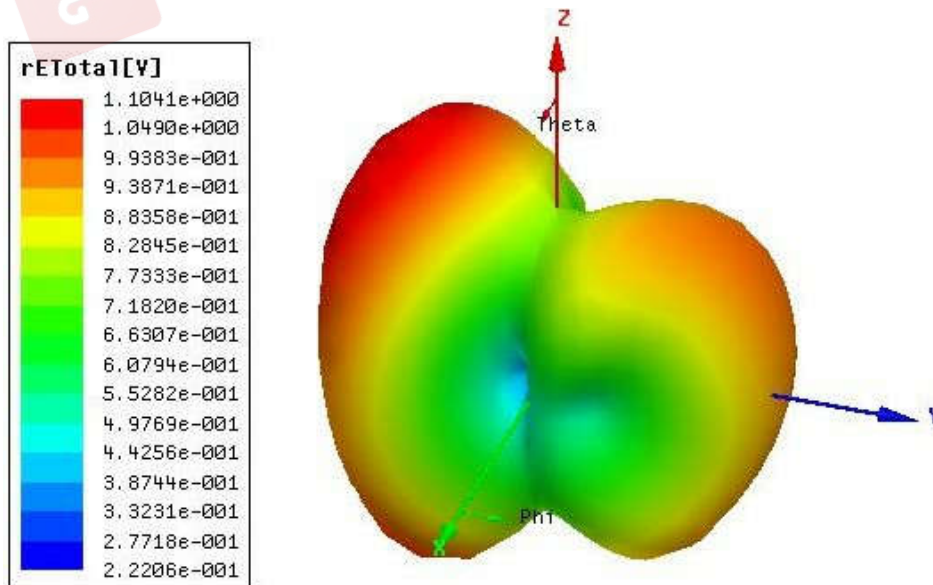 rETotal[V]
1.1041e+000
1.0490e+000
9.9383e-001
9.3871e-001
8.8358e-001
8.2845e-001
7.7333e-001
7.1820e-001
6.6307e-001
6.0794e-001
5.5282e-001
4.9769e-001
4.4256e-001
3.8744e-001
3.3231e-001
2.7718e-001
2.2206e-001
Z
Theta
Y
Phi
X